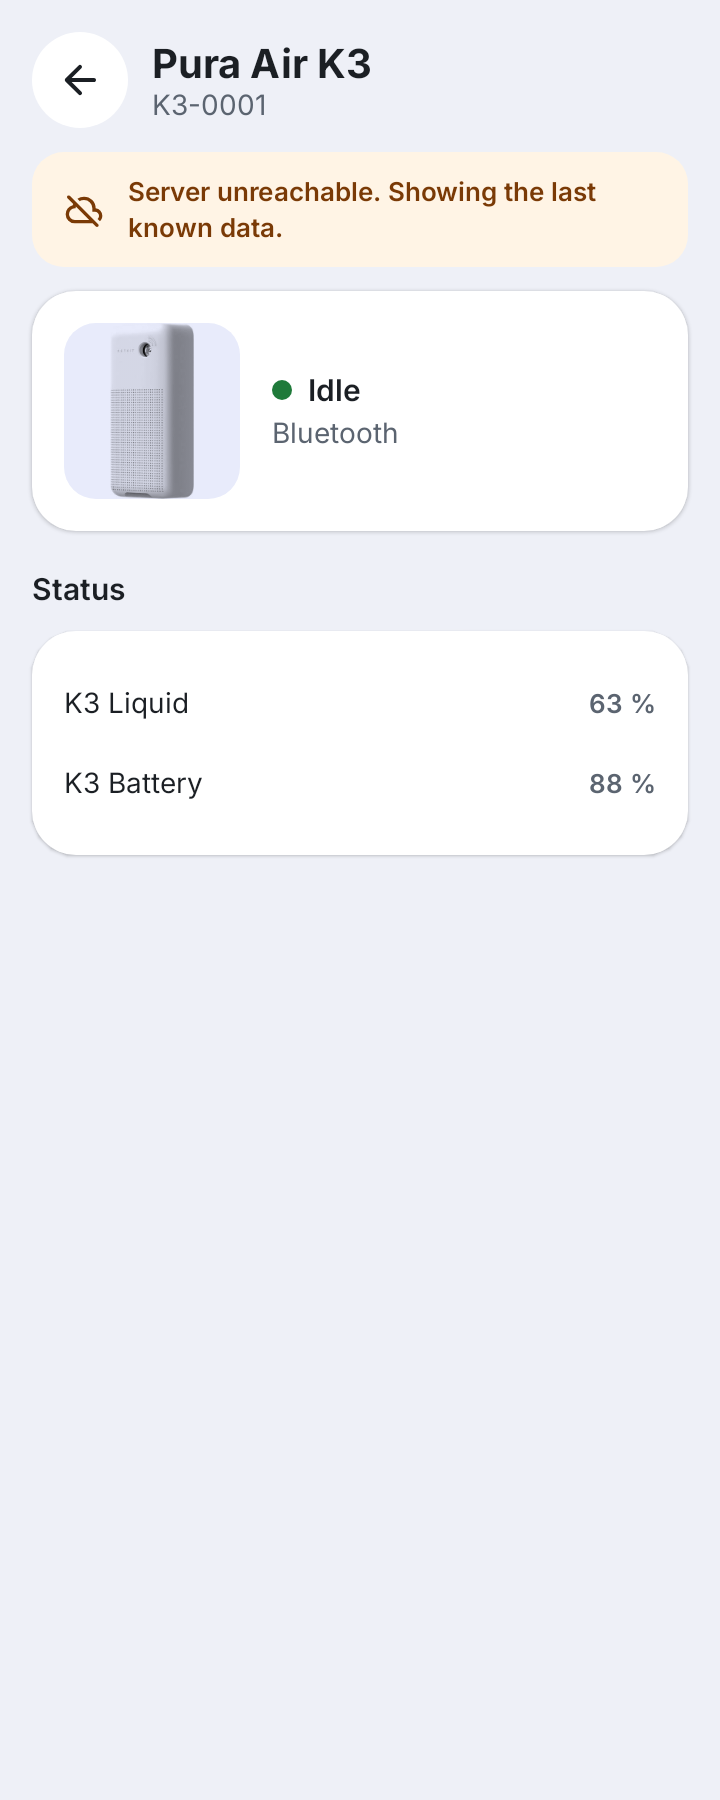 Pura Air K3
K3-0001
Server unreachable. Showing the last
known data.
Idle
Bluetooth
Status
K3 Liquid 63 %
K3 Battery 88 %